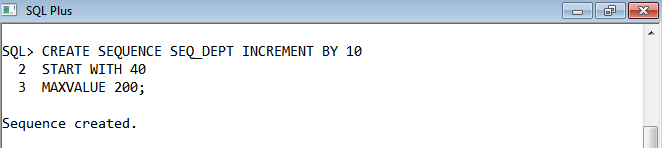 SQL Plus
SQL> CREATE SEQUENCE SEQ_DEPT INCREMENT BY 10
2 START WITH 40
3 MAXVALUE 200;
Sequence created.